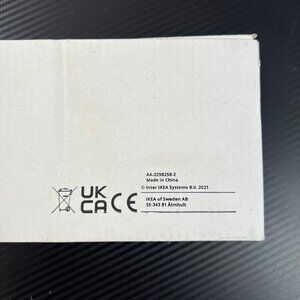 AA-2298258-2
Made in China
© Inter IKEA Systems B.V. 2021
IKEA of Sweden AB
SE-343 81 Älmhult
UK
CA CE